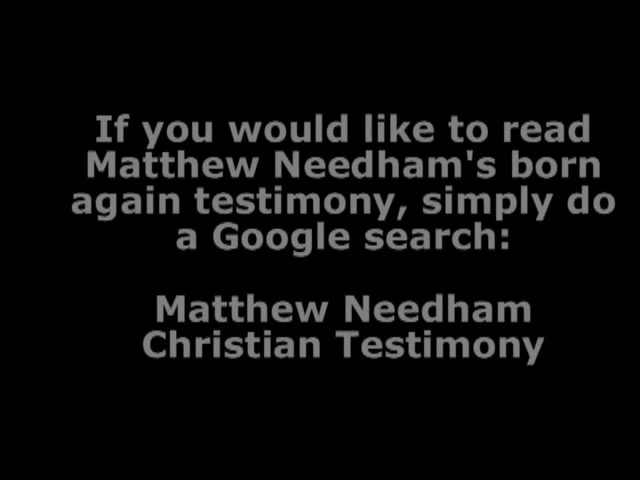 If you would like to read
Matthew Needham's born
again testimony, simply do
a Google search:
Matthew Needham
Christian Testimony